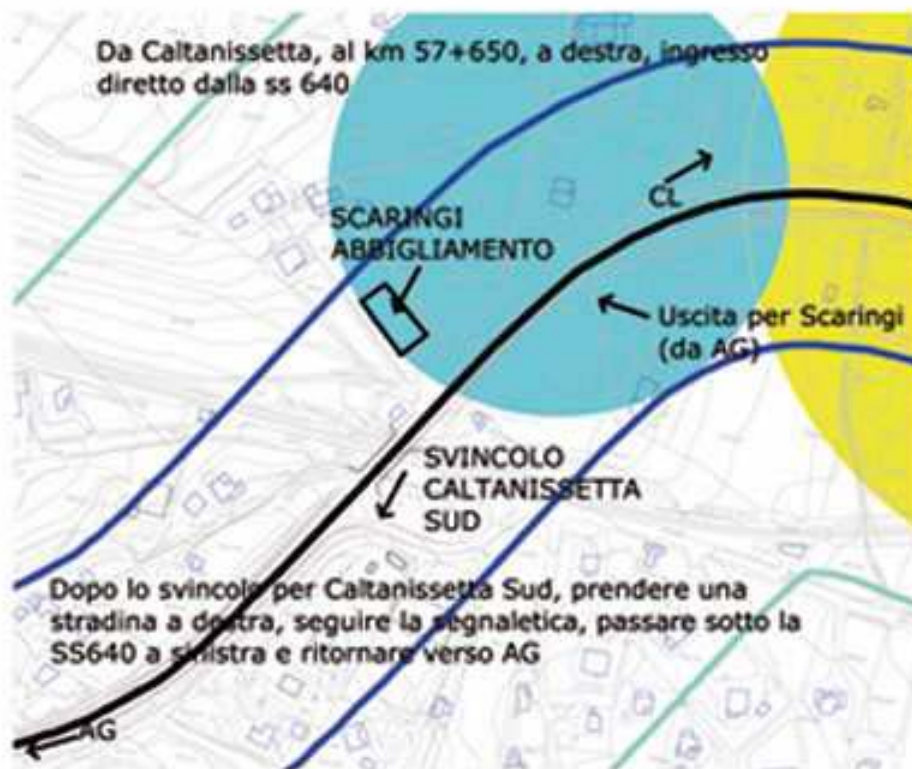 Da Caltanissetta, al km 57+650, a destra, ingresso
diretto dalla ss 640
CL
SCARINGI
ABBIGLIAMENTO
Uscita per Scaringi
(da AG)
SVINCOLO
CALTANISSETTA
SUD
Dopo lo svincolo per Caltanissetta Sud, prendere una
stradina a destra, seguire la segnaletica, passare sotto la
SS640 a sinistra e ritornare verso AG
AG